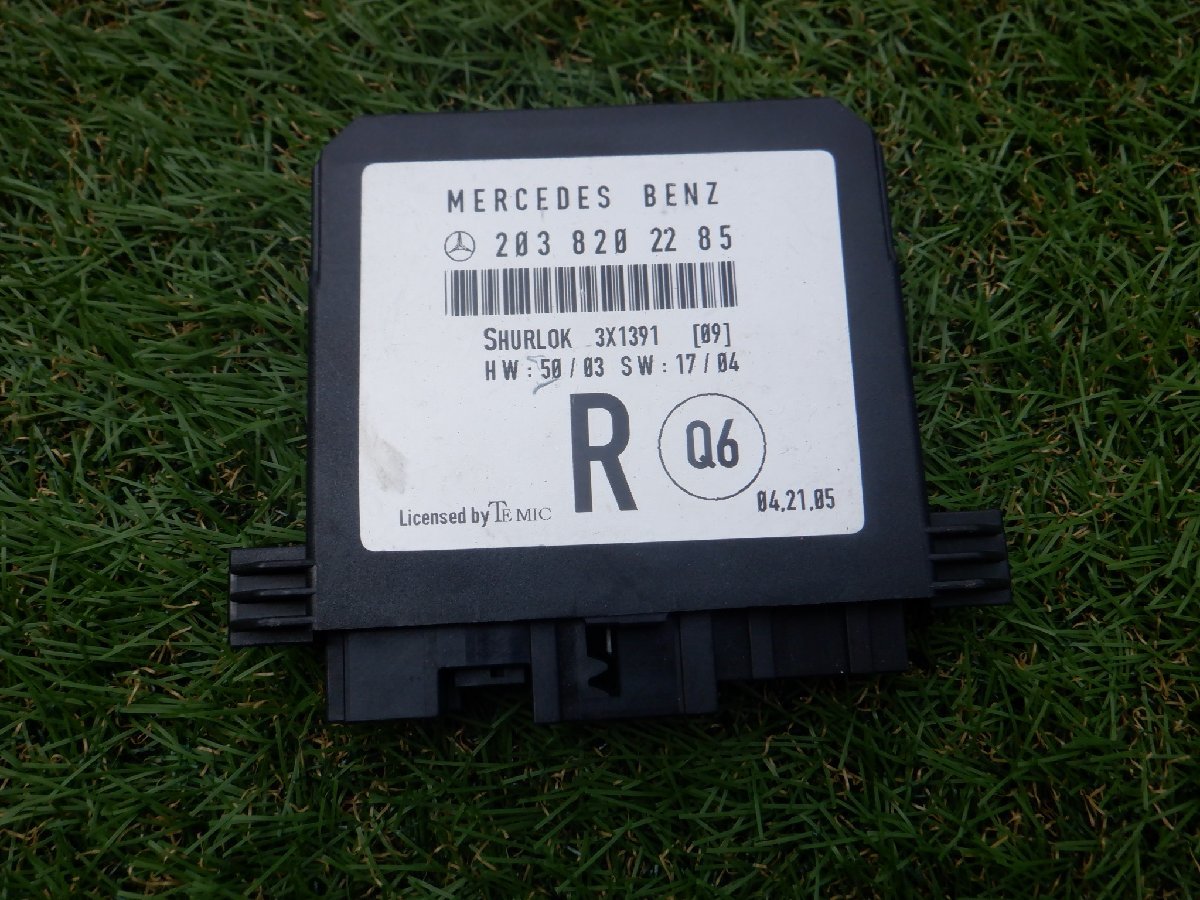 MERCEDES BENZ
203 820 22 85
SHURLOK 3X1391 [09]
HW: 50/03 SW: 17/04
R Q6
Licensed by TEMIC 04.21.05